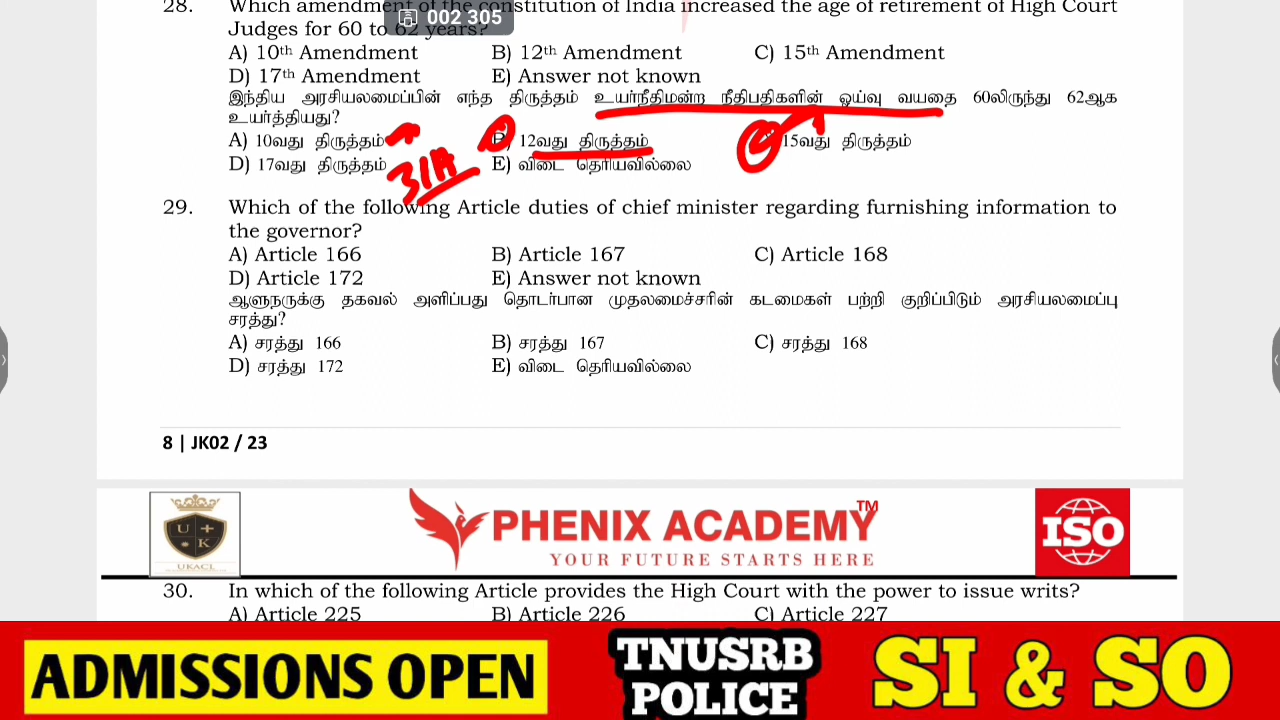 28. Which amendment of the constitution of India increased the age of retirement of High Court
002 305
Judges for 60 to 62 years?
A) 10th Amendment B) 12th Amendment C) 15th Amendment
D) 17th Amendment E) Answer not known
இந்திய அரசியலமைப்பின் எந்த திருத்தம் உயர்நீதிமன்ற நீதிபதிகளின் ஓய்வு வயதை 60லிருந்து 62ஆக
உயர்த்தியது?
A) 10வது திருத்தம் B) 12வது திருத்தம் 15வது திருத்தம்
D) 17வது திருத்தம் E) விடை தெரியவில்லை
29. Which of the following Article duties of chief minister regarding furnishing information to
the governor?
A) Article 166 B) Article 167 C) Article 168
D) Article 172 E) Answer not known
ஆளுநருக்கு தகவல் அளிப்பது தொடர்பான முதலமைச்சரின் கடமைகள் பற்றி குறிப்பிடும் அரசியலமைப்பு
சரத்து?
A) சரத்து 166 B) சரத்து 167 C) சரத்து 168
D) சரத்து 172 E) விடை தெரியவில்லை
8 | JK02 / 23
U K
UKACL
PHENIX ACADEMY TM
YOUR FUTURE STARTS HERE
ISO
30. In which of the following Article provides the High Court with the power to issue writs?
A) Article 225 B) Article 226 C) Article 227
ADMISSIONS OPEN
TNUSRB
POLICE
SI & SO